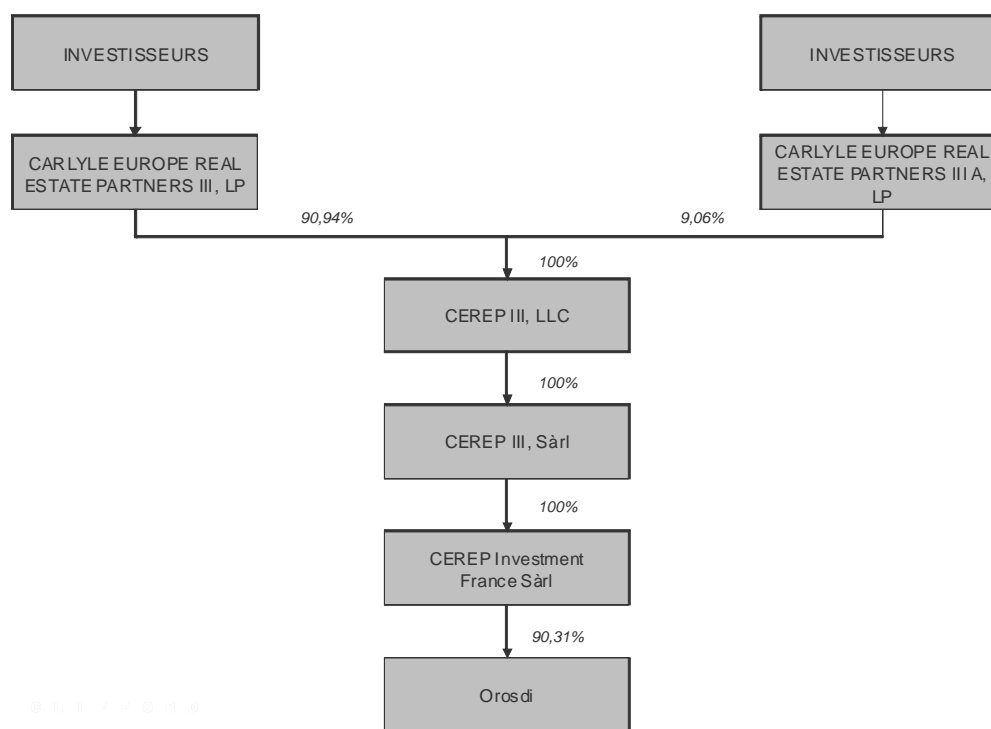 INVESTISSEURS
INVESTISSEURS
CARLYLE EUROPE REAL
ESTATE PARTNERS III, LP
CARLYLE EUROPE REAL
ESTATE PARTNERS III A,
LP
90,94%
9,06%
100%
CEREP III, LLC
100%
CEREP III, Sàrl
100%
CEREP Investment
France Sàrl
90,31%
Orosdi